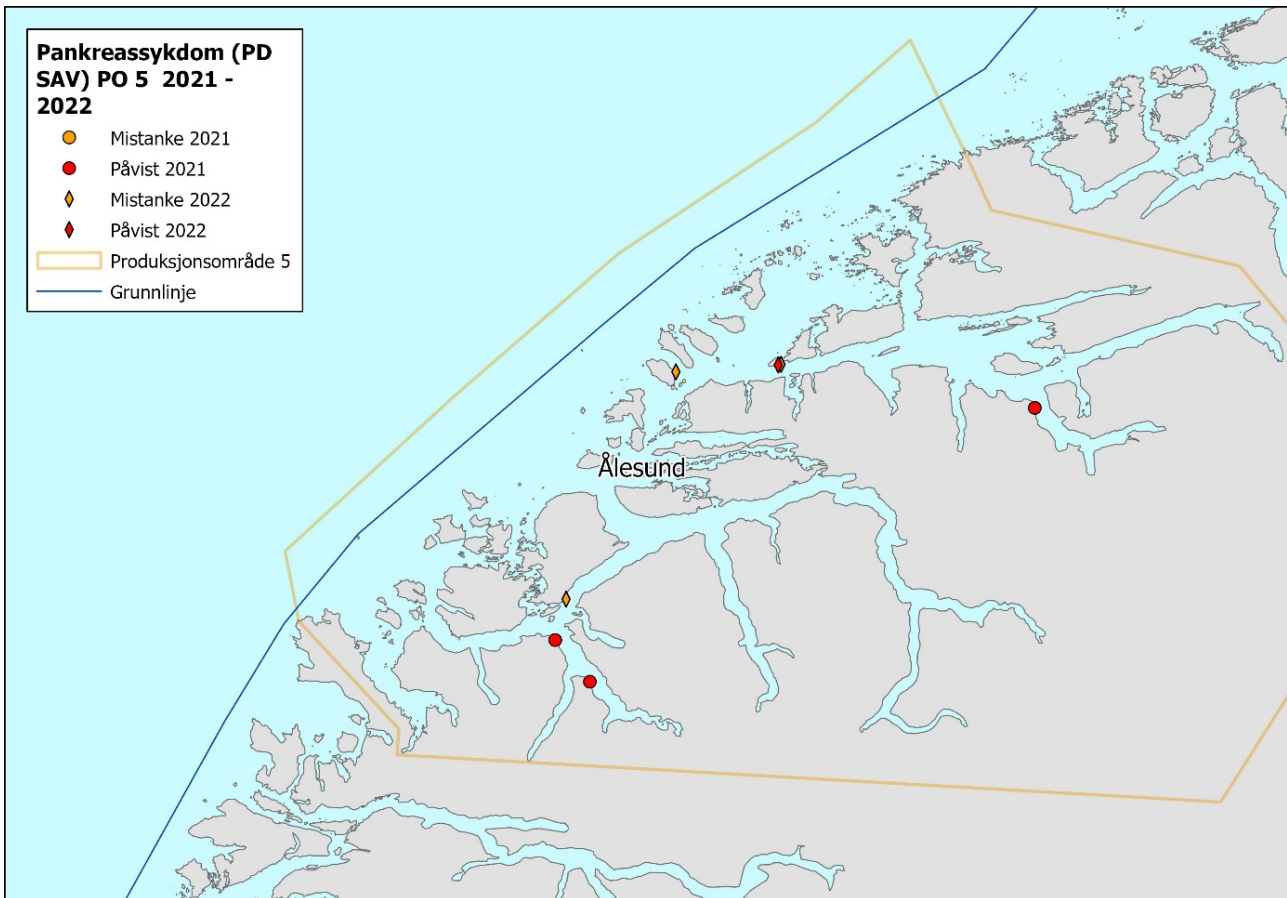 Pankreassykdom (PD
SAV) PO 5  2021 -
2022
Mistanke 2021
Påvist 2021
Mistanke 2022
Påvist 2022
Produksjonsområde 5
Grunnlinje
Ålesund